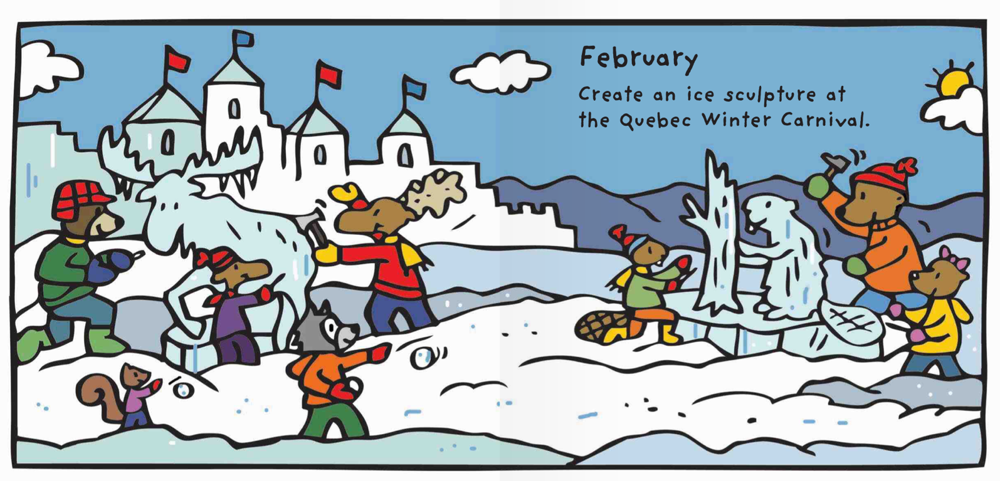 February
Create an ice sculpture at
the Quebec Winter Carnival.